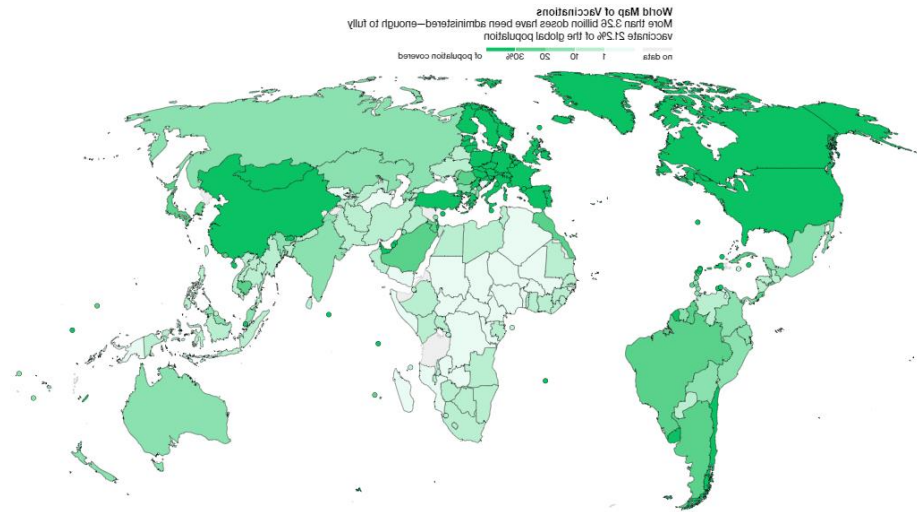 World Map of Vaccinations
More than 3.26 billion doses have been administered—enough to fully
vaccinate 21.2% of the global population
no data 1 10 20 30% of population covered